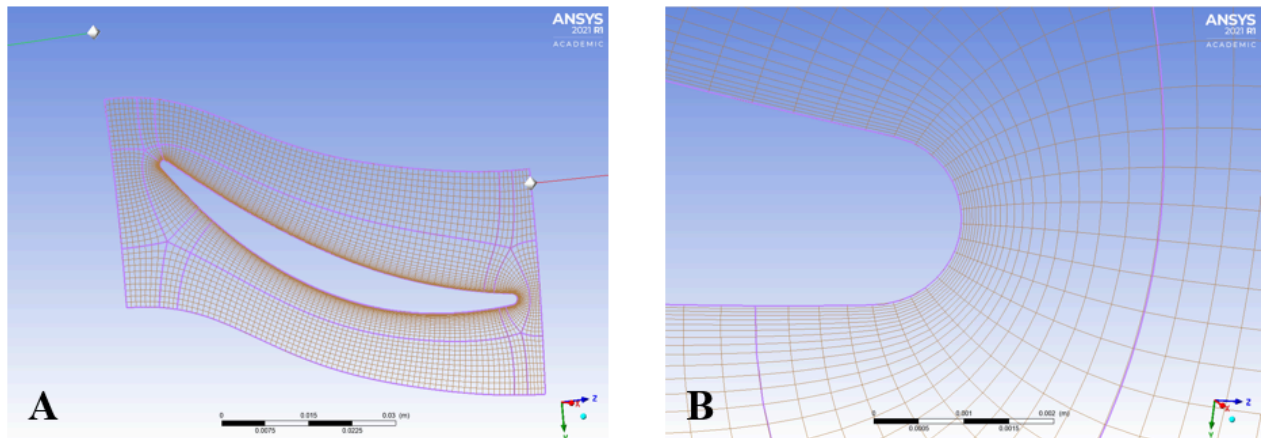 ANSYS
2021 R1
ACADEMIC
A
0
0.015
0.03 (m)
0.0075
0.0225
Z
X
Y
ANSYS
2021 R1
ACADEMIC
B
0
0.001
0.002 (m)
0.0005
0.0015
Z
X
Y